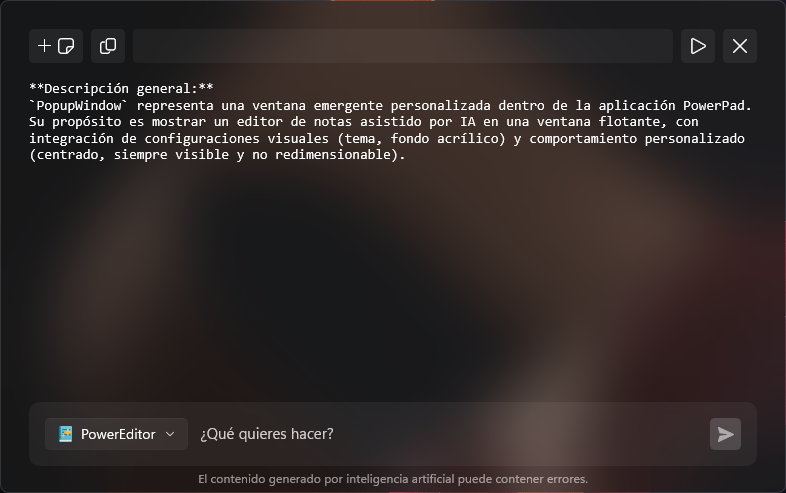 **Descripción general:**
`PopupWindow` representa una ventana emergente personalizada dentro de la aplicación PowerPad.
Su propósito es mostrar un editor de notas asistido por IA en una ventana flotante, con
integración de configuraciones visuales (tema, fondo acrílico) y comportamiento personalizado
(centrado, siempre visible y no redimensionable).
PowerEditor
¿Qué quieres hacer?
El contenido generado por inteligencia artificial puede contener errores.